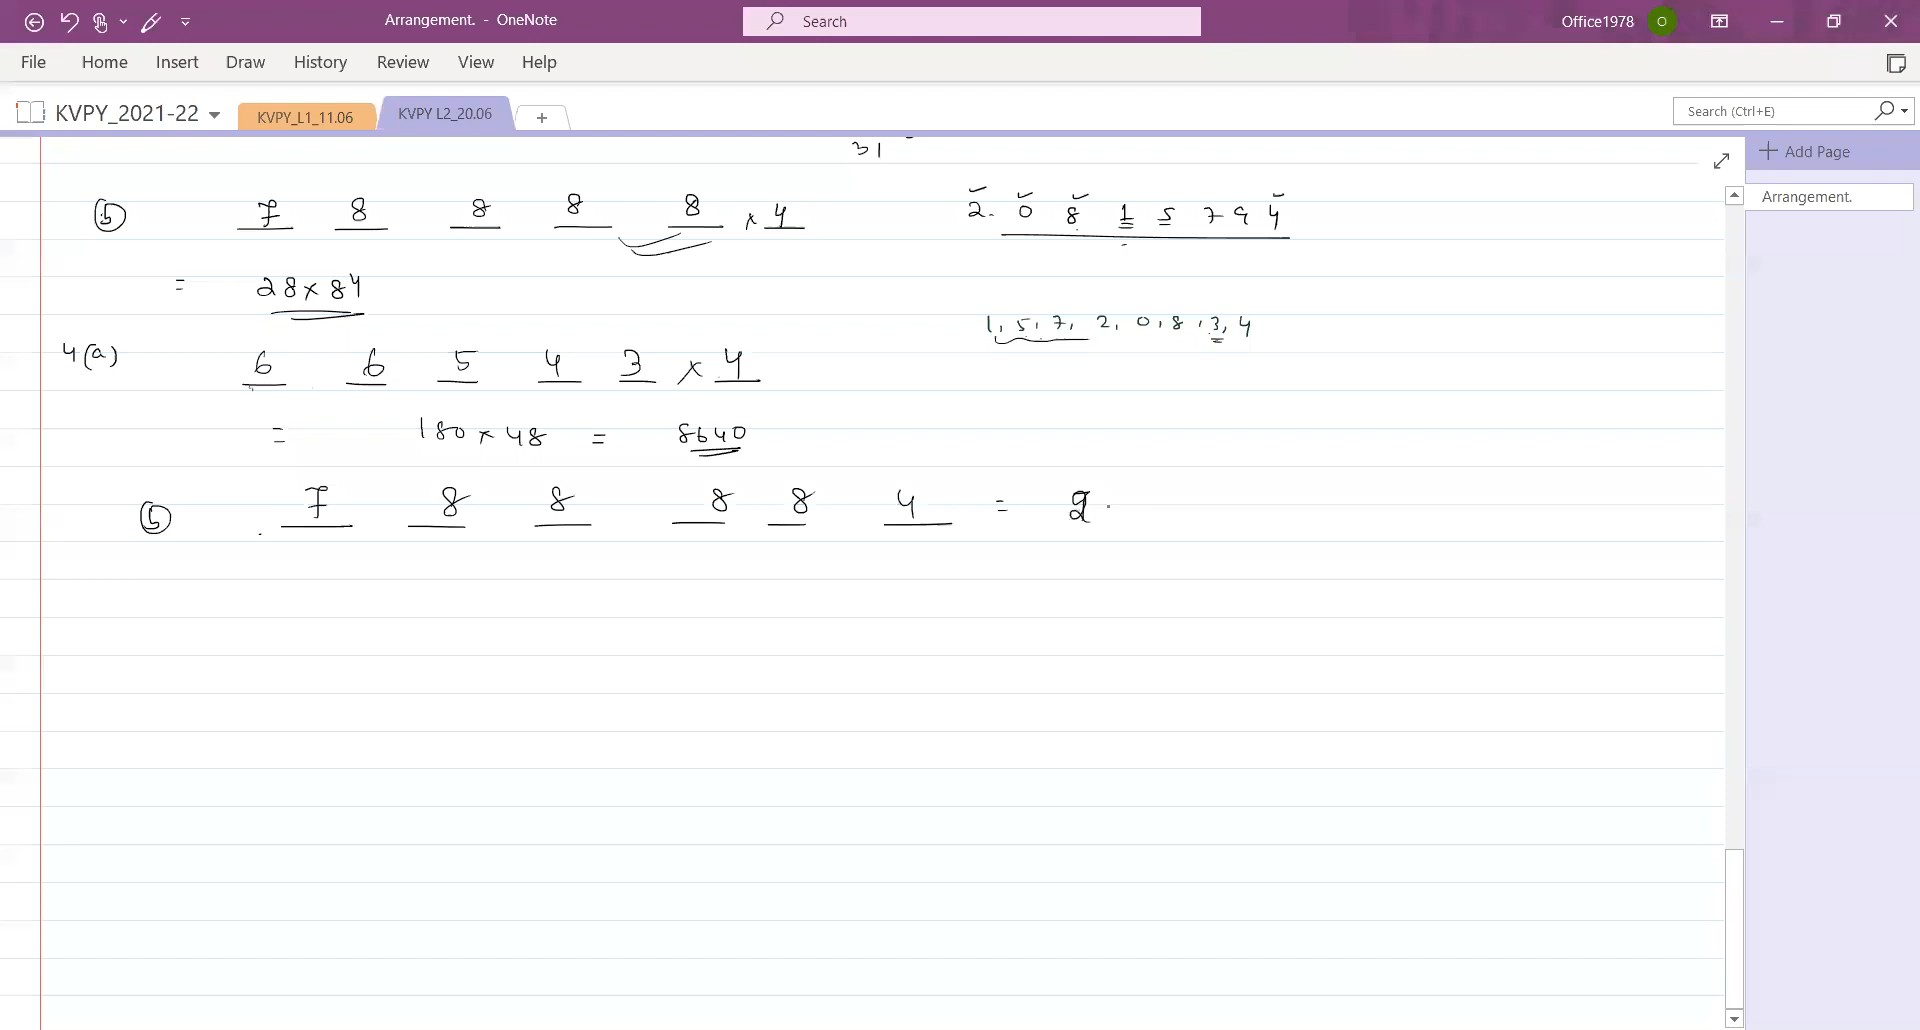 Arrangement. - OneNote
Search
Office1978
O
File Home Insert Draw History Review View Help
KVPY_2021-22
KVPY_L1_11.06
KVPY L2_20.06
+
Search (Ctrl+E)
+ Add Page
Arrangement.
31
(b) 7 8 8 8 8 × 4
2. 0 8 1 5 7 9 4
= 28 × 8⁴
1, 5, 7, 2, 0, 8, 3, 4
4(a) 6 6 5 4 3 × 4
= 180 × 48 = 8640
(b) 7 8 8 8 8 4 =